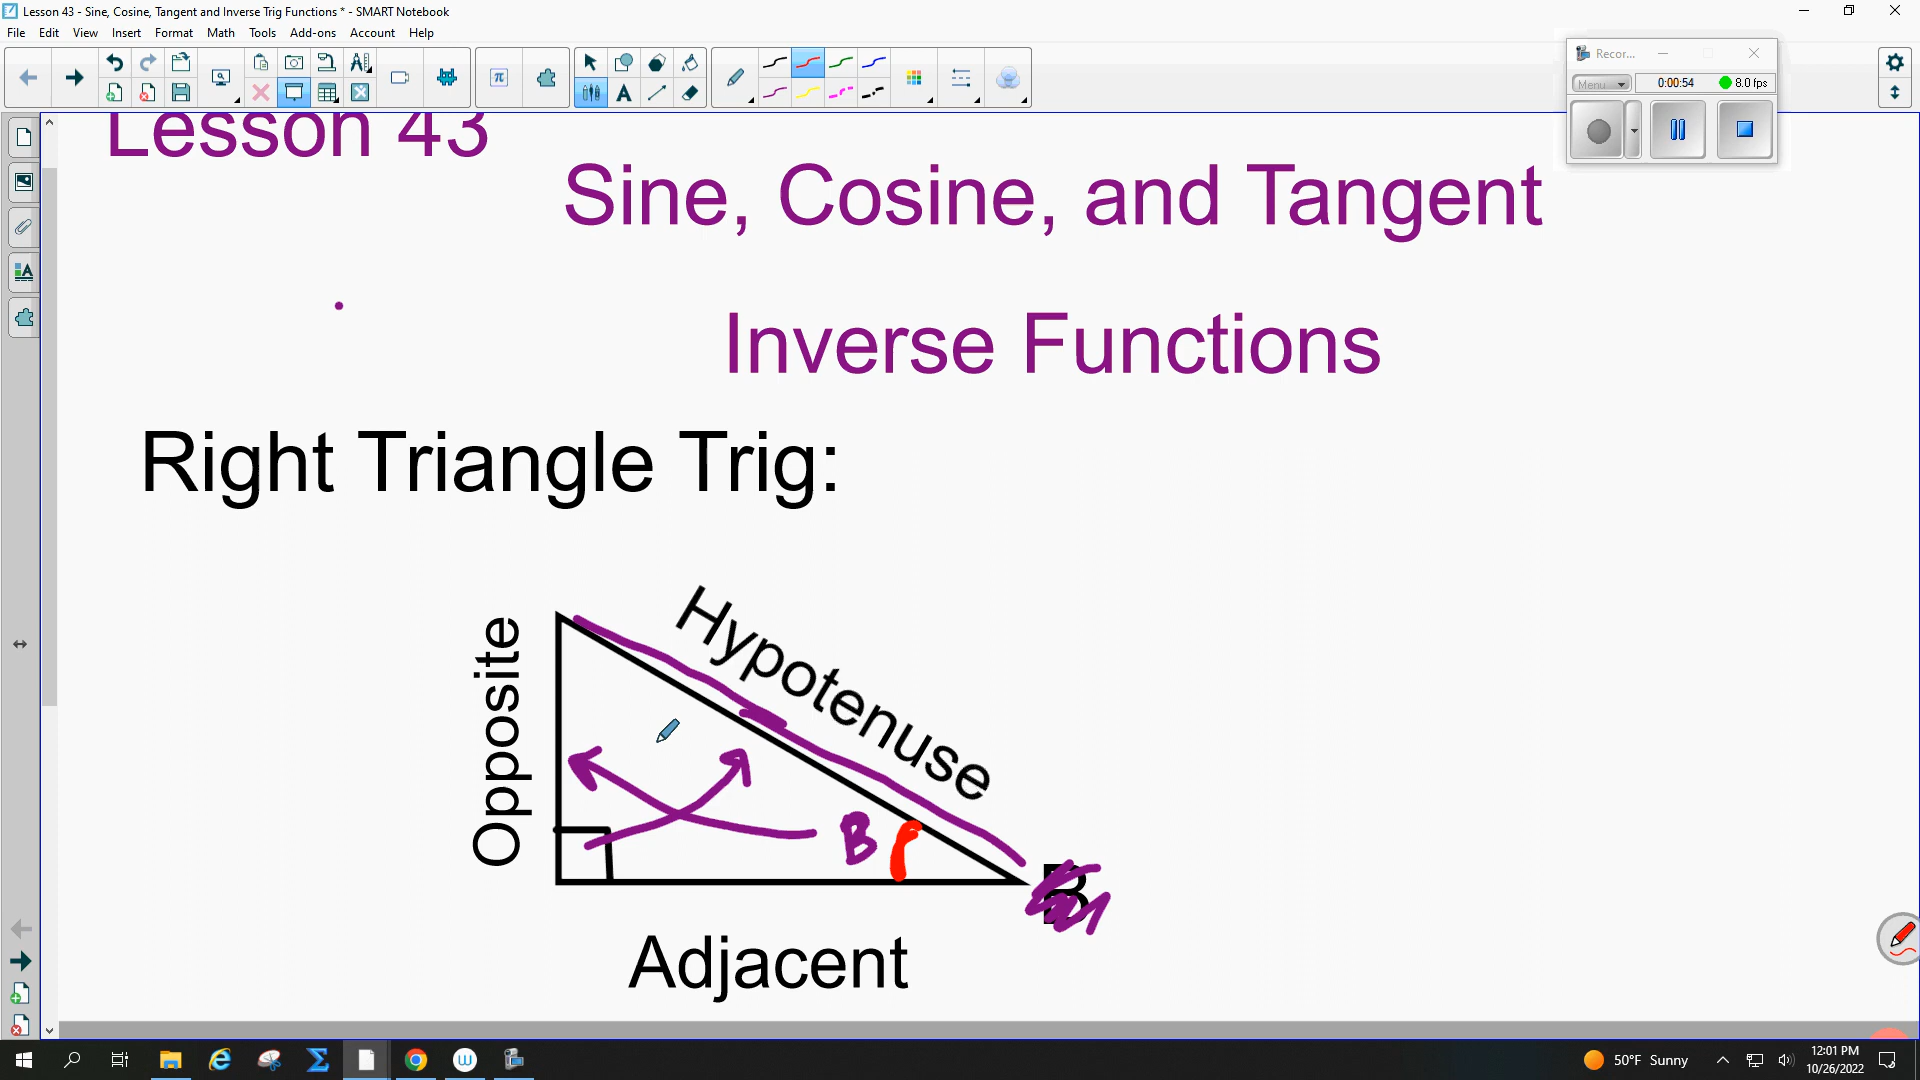 Lesson 43 - Sine, Cosine, Tangent and Inverse Trig Functions * - SMART Notebook
File Edit View Insert Format Math Tools Add-ons Account Help
Recor...
Menu 0:00:54 8.0 fps
Lesson 43
Sine, Cosine, and Tangent
Inverse Functions
Right Triangle Trig:
Opposite
Hypotenuse
B
B
Adjacent
50°F Sunny
12:01 PM
10/26/2022